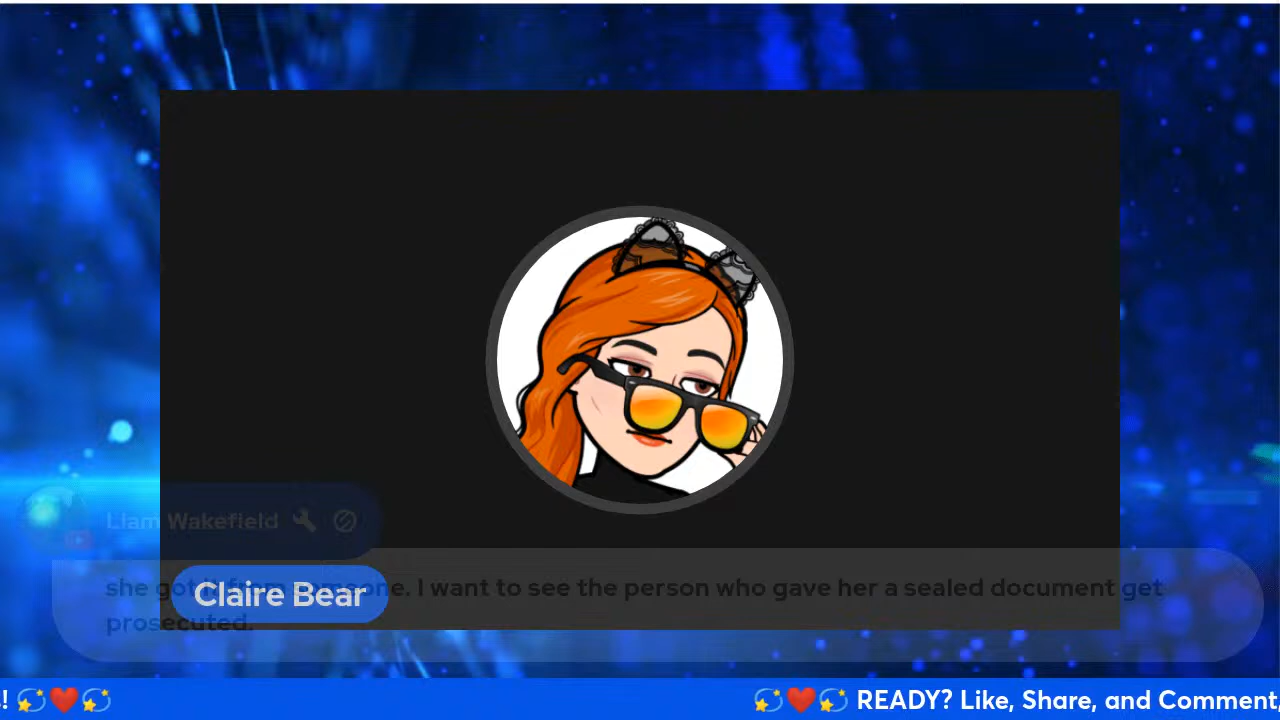 Liam Wakefield
she got it from someone. I want to see the person who gave her a sealed document get
prosecuted.
Claire Bear
s! 💫❤️💫 💫❤️💫 READY? Like, Share, and Comment,